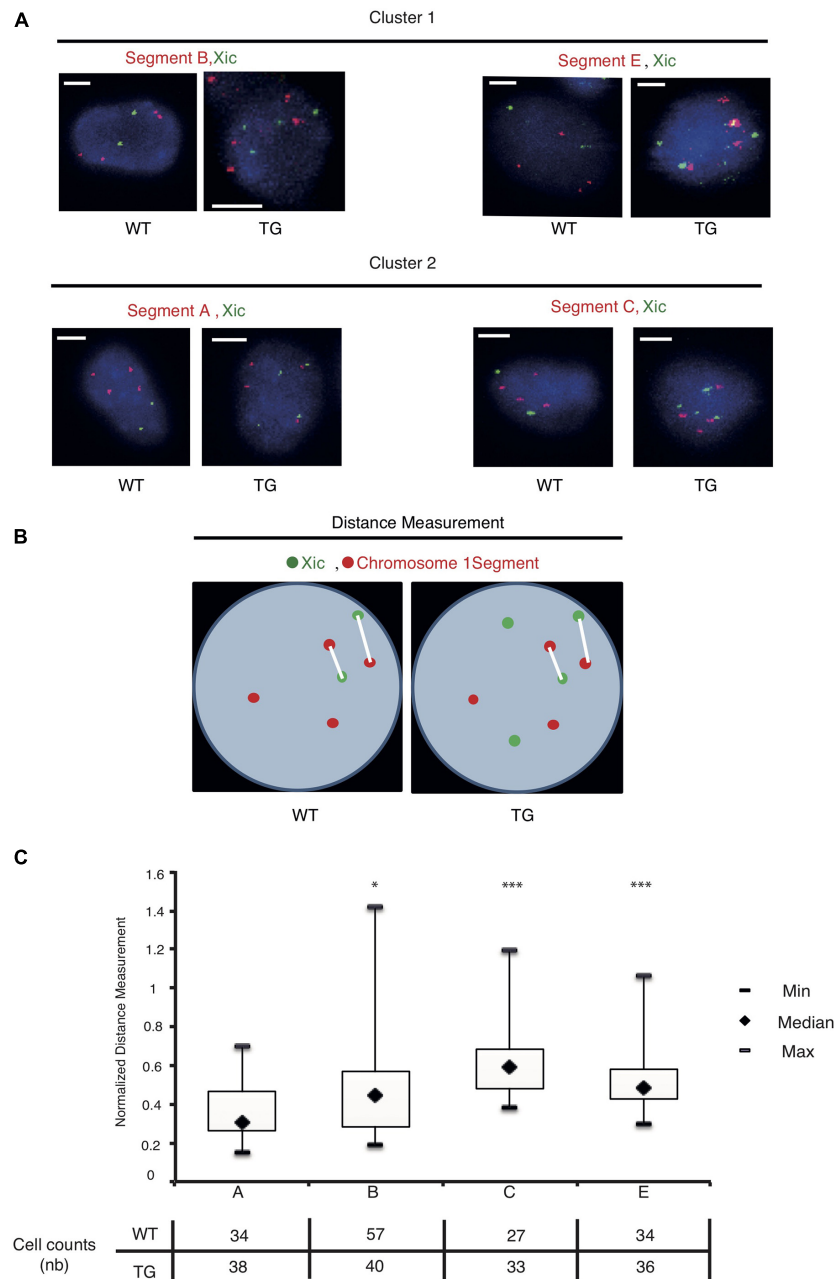 A
Cluster 1
Segment B,Xic
Segment E , Xic
WT
TG
WT
TG
Cluster 2
Segment A , Xic
Segment C, Xic
WT
TG
WT
TG
B
Distance Measurement
Xic , Chromosome 1Segment
WT
TG
C
Normalized Distance Measurement
1.6
1.4
1.2
1
0.8
0.6
0.4
0.2
0
* *** ***
Min
Median
Max
A B C E
Cell counts (nb)
WT 34 57 27 34
TG 38 40 33 36